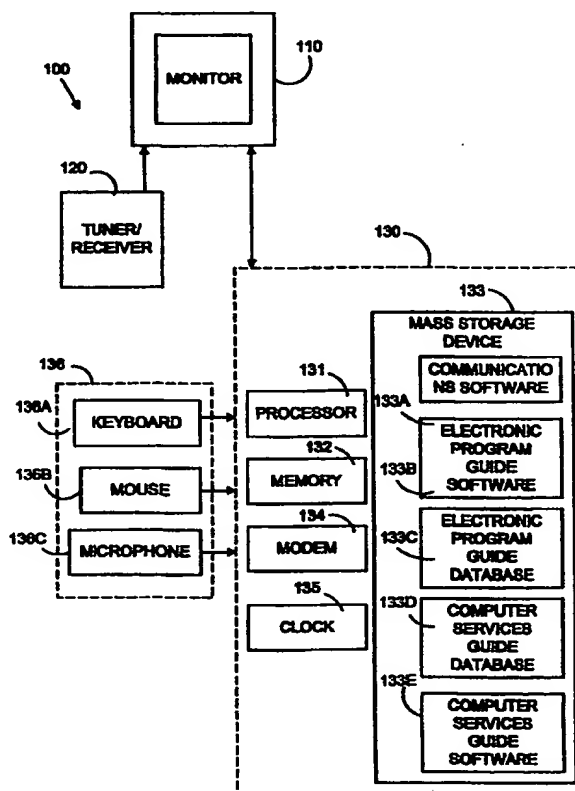 110
MONITOR
100
120
TUNER/
RECEIVER
130
133
MASS STORAGE
DEVICE
COMMUNICATIO
NS SOFTWARE
136
131
136A
KEYBOARD
PROCESSOR
133A
ELECTRONIC
PROGRAM
GUIDE
SOFTWARE
132
133B
136B
MOUSE
MEMORY
134
136C
MICROPHONE
MODEM
133C
ELECTRONIC
PROGRAM
GUIDE
DATABASE
135
CLOCK
133D
COMPUTER
SERVICES
GUIDE
DATABASE
133E
COMPUTER
SERVICES
GUIDE
SOFTWARE